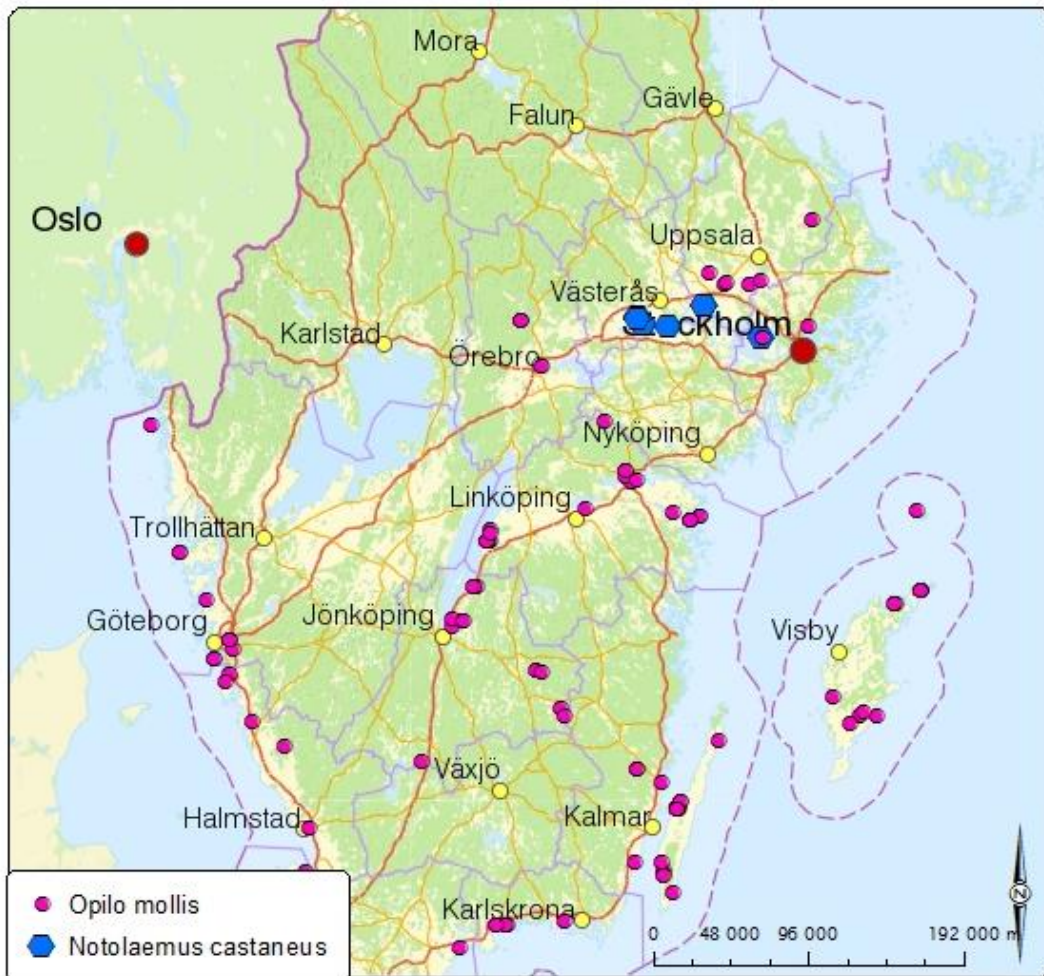 Mora
Falun
Gävle
Oslo
Uppsala
Västerås
Stockholm
Karlstad
Örebro
Nyköping
Linköping
Trollhättan
Jönköping
Göteborg
Visby
Växjö
Halmstad
Kalmar
Karlskrona
Opilo mollis
Notolaemus castaneus
0 48 000 96 000 192 000 m
N